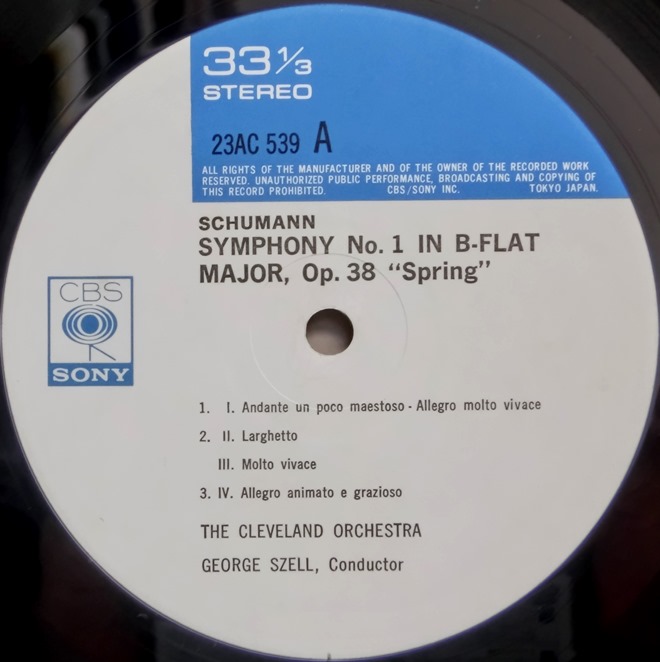 33 1/3
STEREO
23AC 539 A
ALL RIGHTS OF THE MANUFACTURER AND OF THE OWNER OF THE RECORDED WORK
RESERVED. UNAUTHORIZED PUBLIC PERFORMANCE, BROADCASTING AND COPYING OF
THIS RECORD PROHIBITED. CBS/SONY INC. TOKYO JAPAN.
SCHUMANN
SYMPHONY No. 1 IN B-FLAT
MAJOR, Op. 38 “Spring”
CBS
SONY
1. I. Andante un poco maestoso - Allegro molto vivace
2. II. Larghetto
III. Molto vivace
3. IV. Allegro animato e grazioso
THE CLEVELAND ORCHESTRA
GEORGE SZELL, Conductor